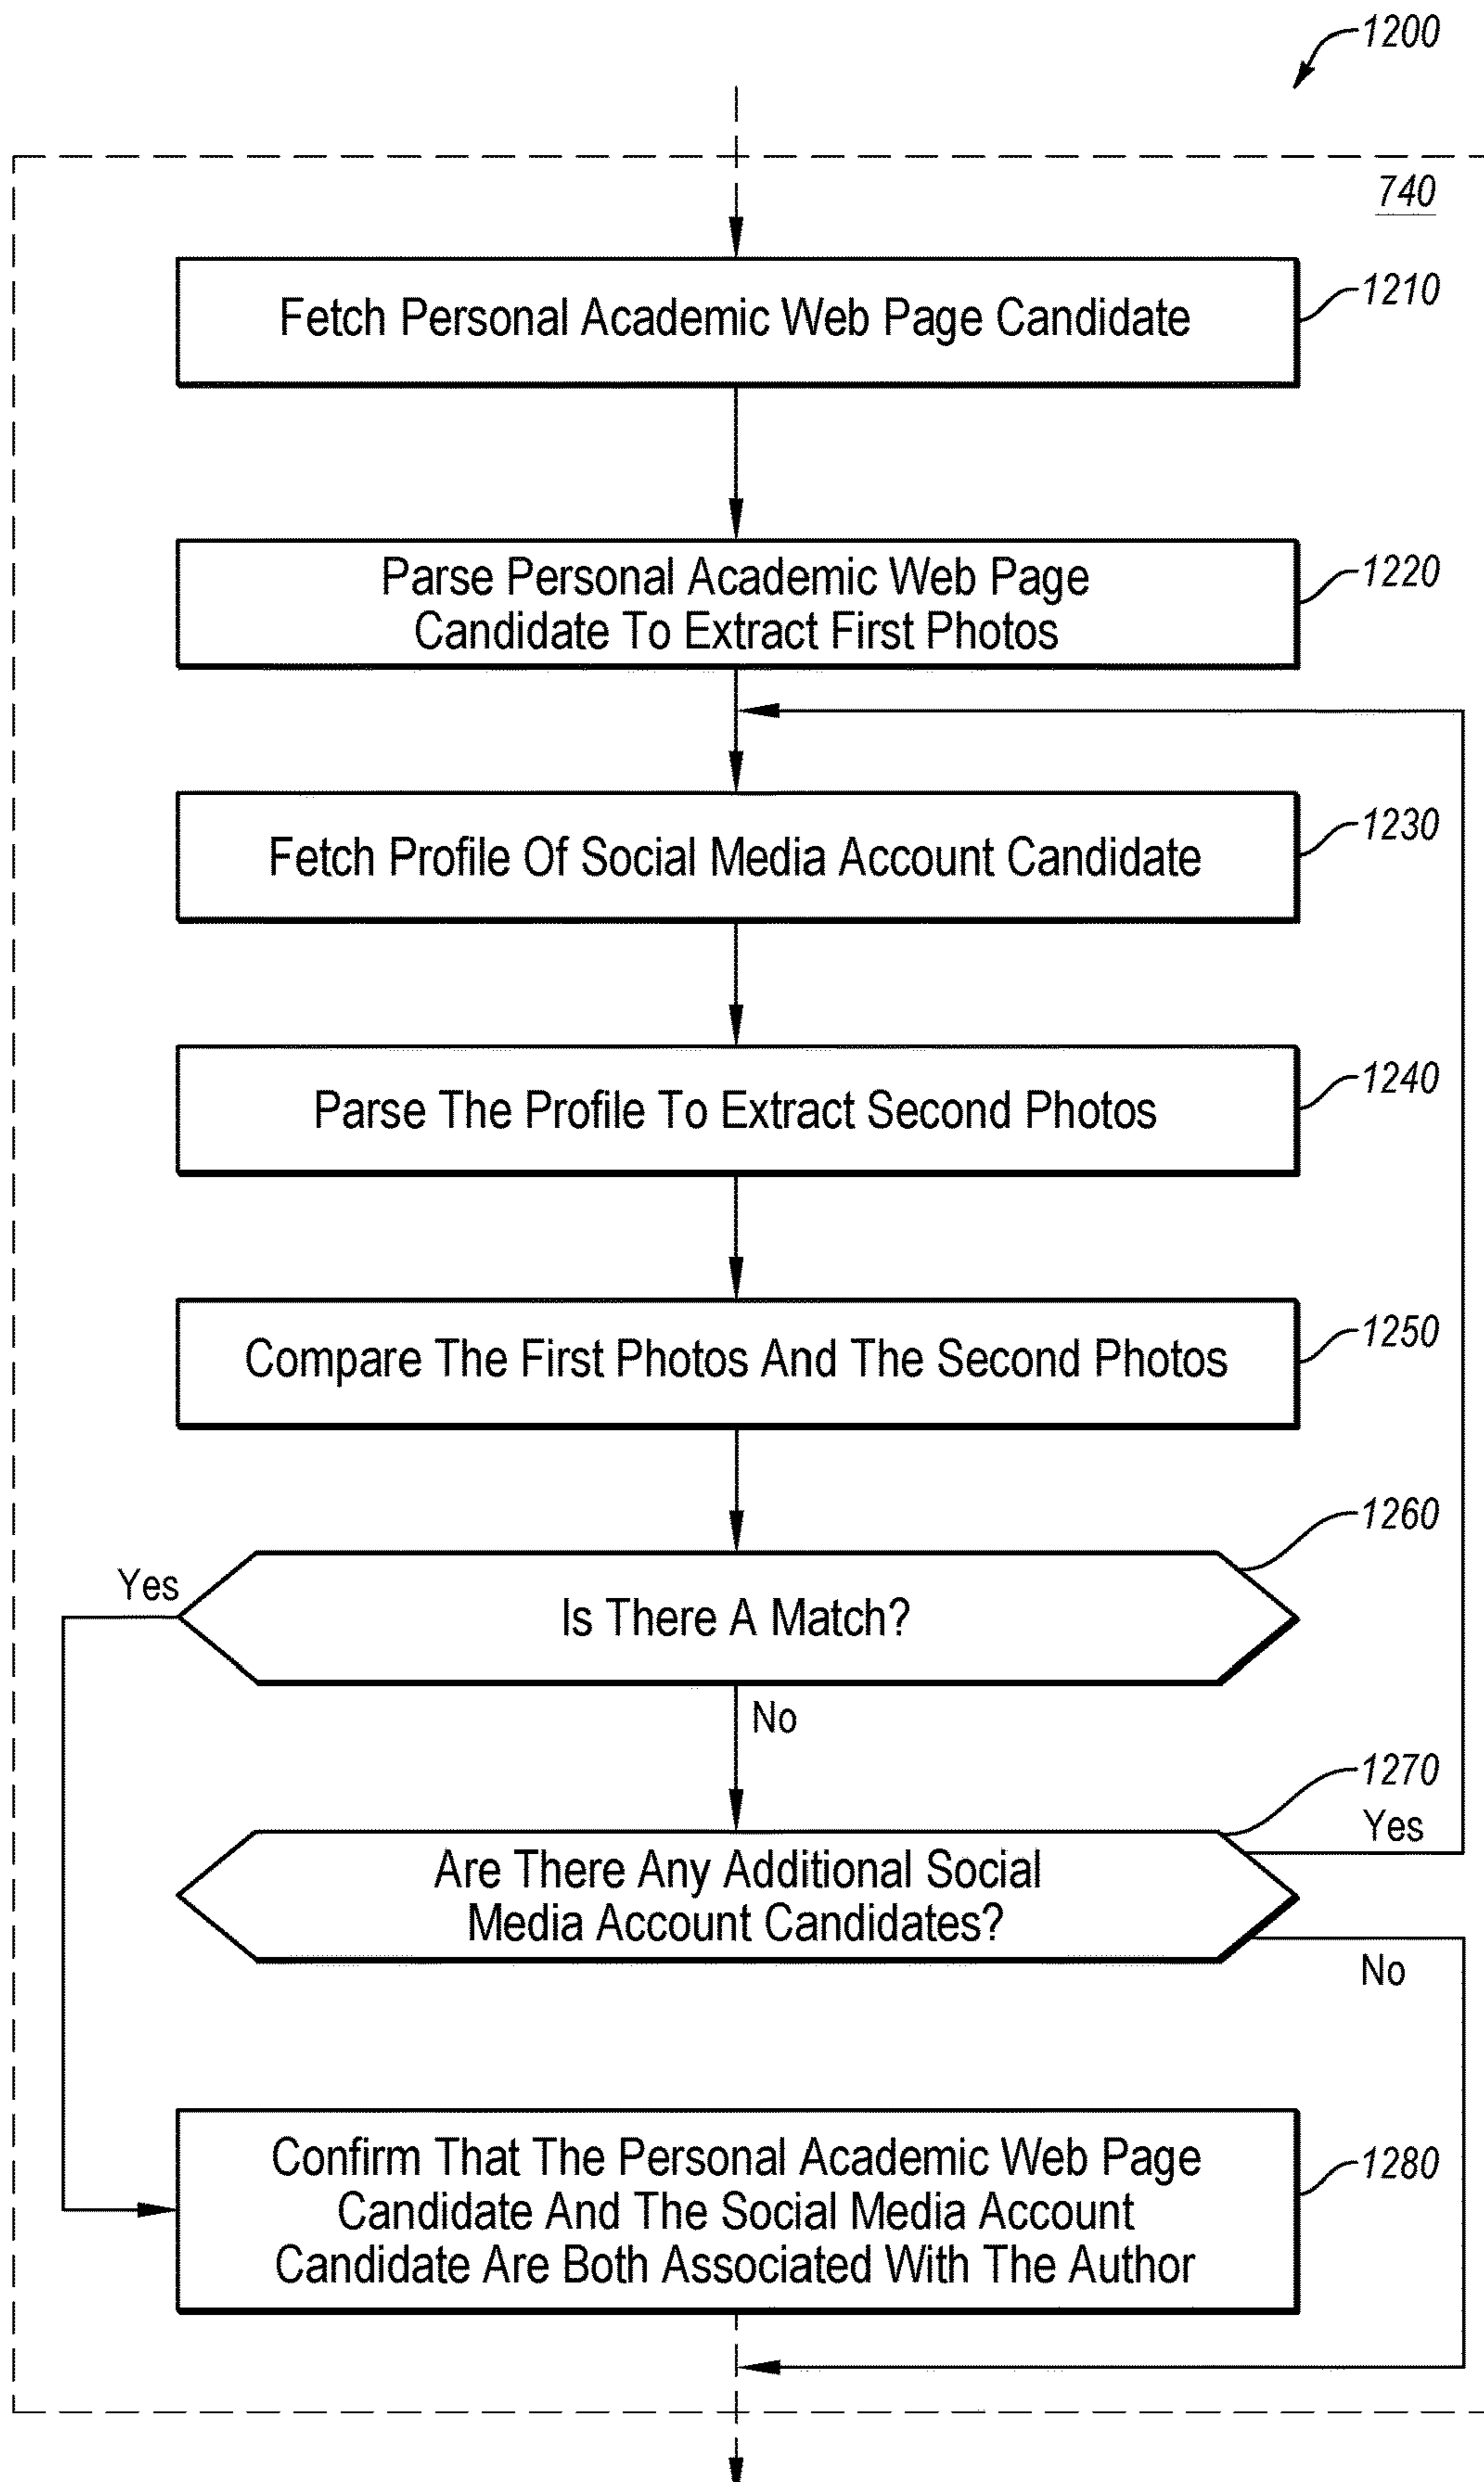 1200
740
Fetch Personal Academic Web Page Candidate
1210
Parse Personal Academic Web Page
Candidate To Extract First Photos
1220
Fetch Profile Of Social Media Account Candidate
1230
Parse The Profile To Extract Second Photos
1240
Compare The First Photos And The Second Photos
1250
1260
Yes
Is There A Match?
No
1270
Yes
Are There Any Additional Social
Media Account Candidates?
No
Confirm That The Personal Academic Web Page
Candidate And The Social Media Account
Candidate Are Both Associated With The Author
1280